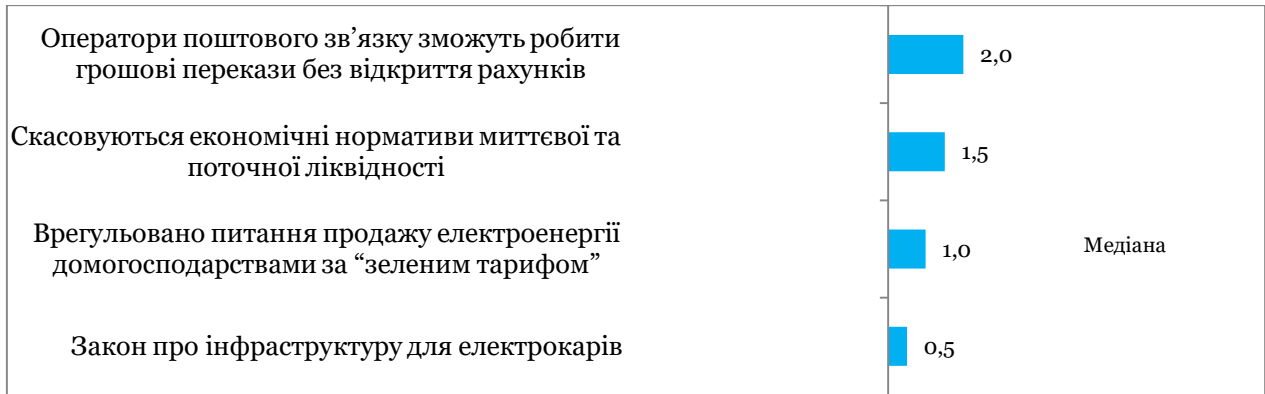 Оператори поштового зв’язку зможуть робити
грошові перекази без відкриття рахунків
2,0
Скасовуються економічні нормативи миттєвої та
поточної ліквідності
1,5
Врегульовано питання продажу електроенергії
домогосподарствами за “зеленим тарифом”
1,0
Медіана
Закон про інфраструктуру для електрокарів
0,5